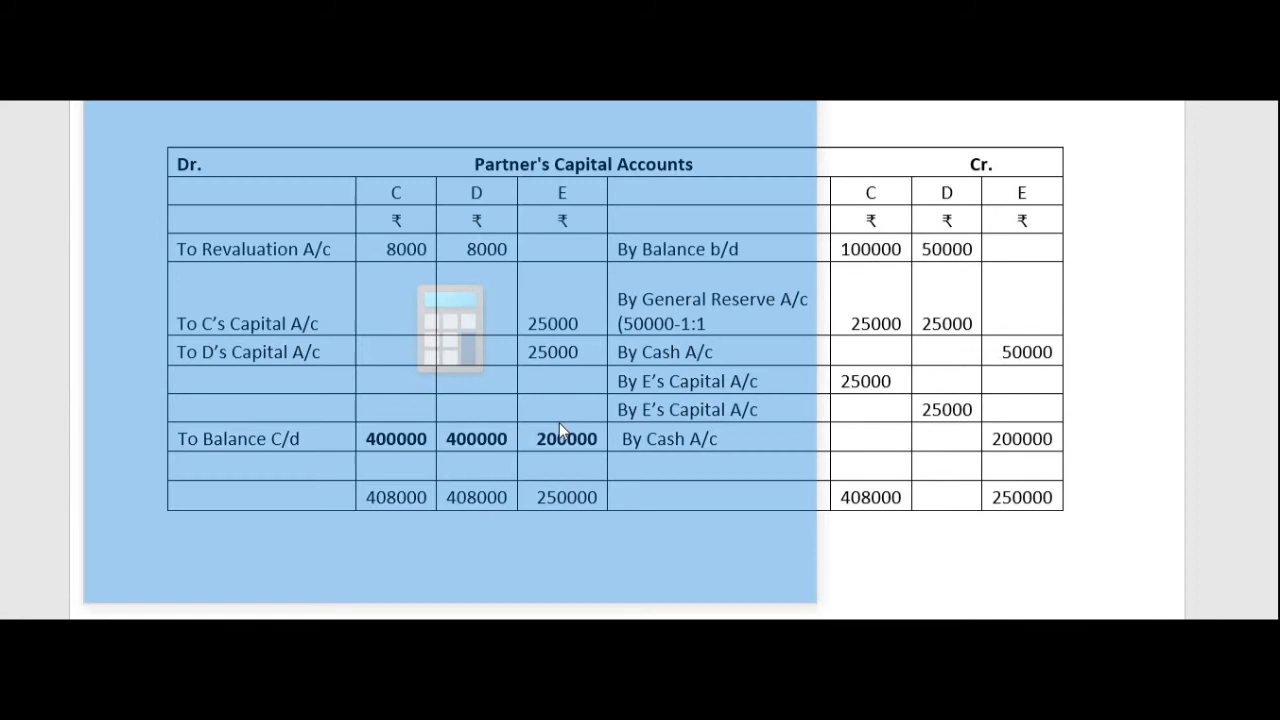 Dr. Partner's Capital Accounts Cr.
C D E C D E
₹ ₹ ₹ ₹ ₹ ₹
To Revaluation A/c 8000 8000 By Balance b/d 100000 50000
By General Reserve A/c
To C’s Capital A/c 25000 (50000-1:1 25000 25000
To D’s Capital A/c 25000 By Cash A/c 50000
By E’s Capital A/c 25000
By E’s Capital A/c 25000
To Balance C/d 400000 400000 200000 By Cash A/c 200000
408000 408000 250000 408000 250000